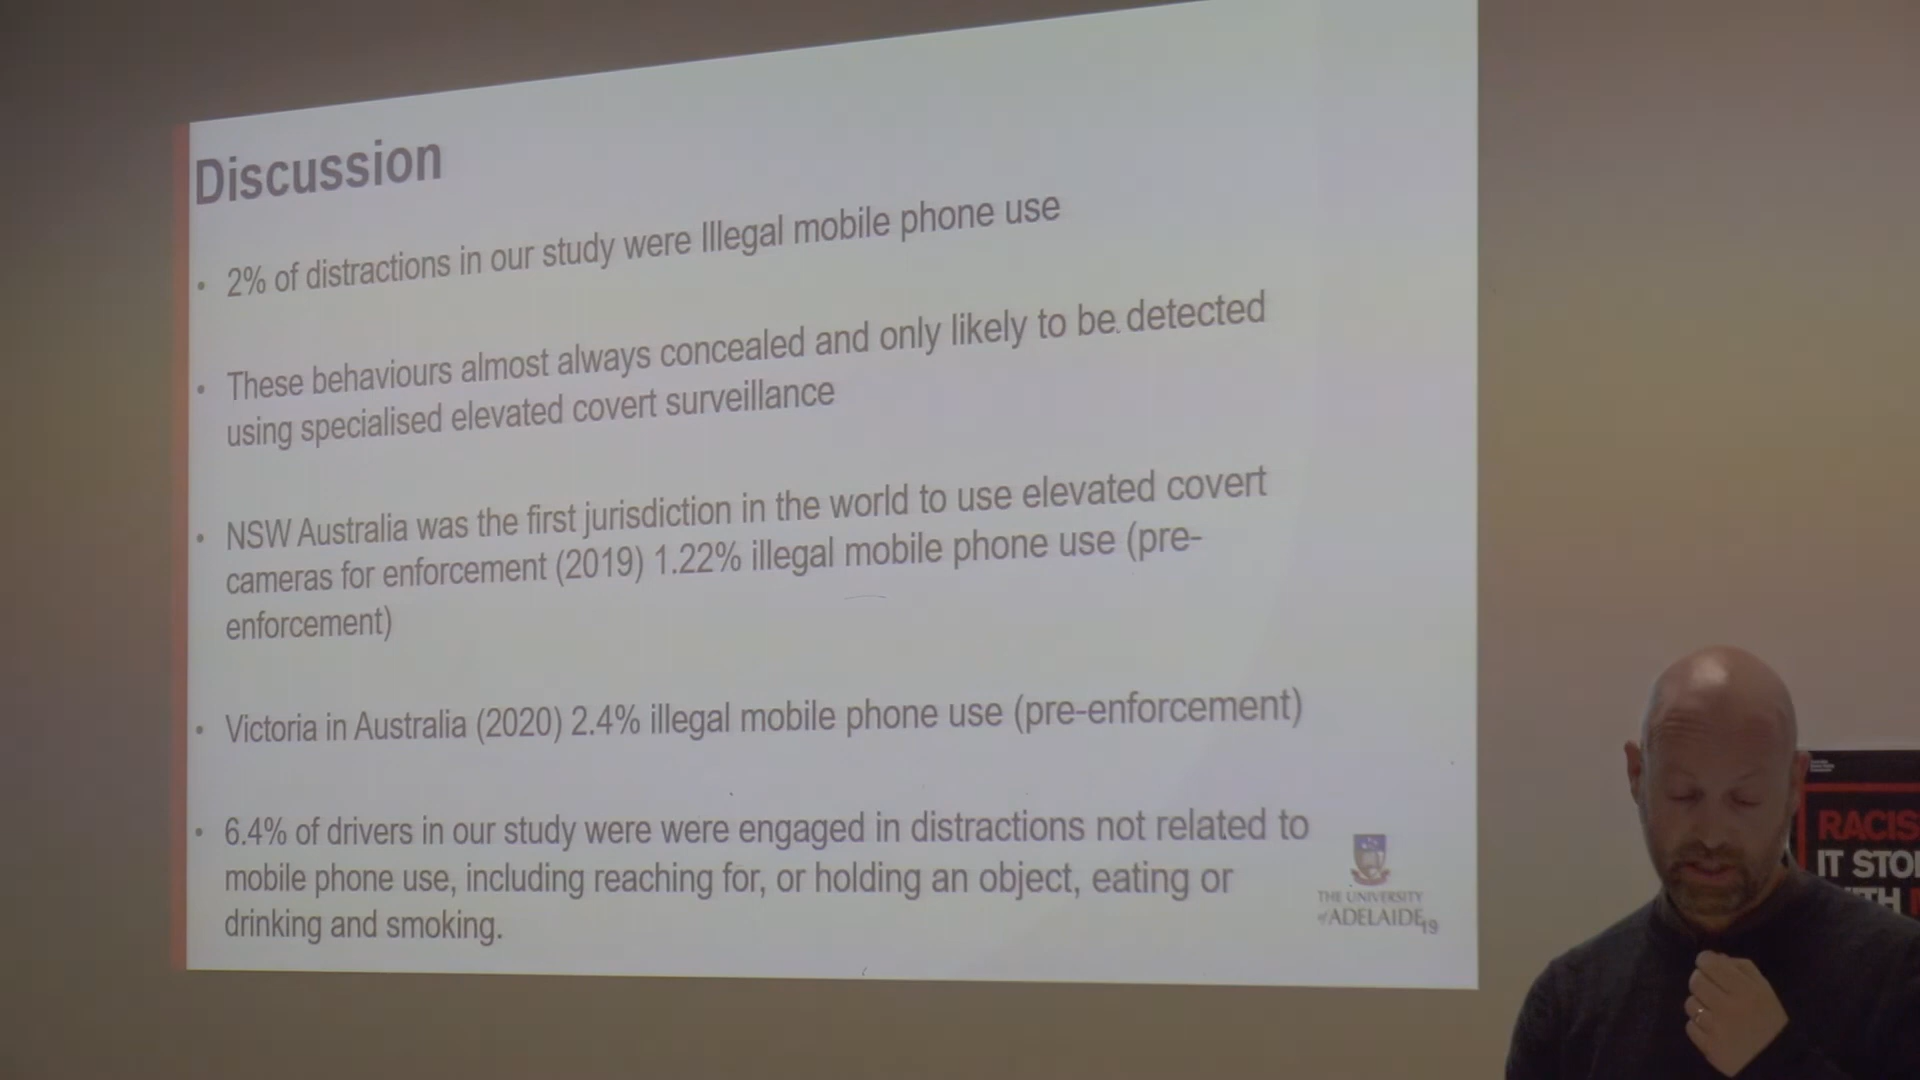 Discussion
• 2% of distractions in our study were Illegal mobile phone use
• These behaviours almost always concealed and only likely to be detected
using specialised elevated covert surveillance
• NSW Australia was the first jurisdiction in the world to use elevated covert
cameras for enforcement (2019) 1.22% illegal mobile phone use (pre-
enforcement)
• Victoria in Australia (2020) 2.4% illegal mobile phone use (pre-enforcement)
• 6.4% of drivers in our study were were engaged in distractions not related to
mobile phone use, including reaching for, or holding an object, eating or
drinking and smoking.
THE UNIVERSITY
of ADELAIDE
19
RACIS
IT STO